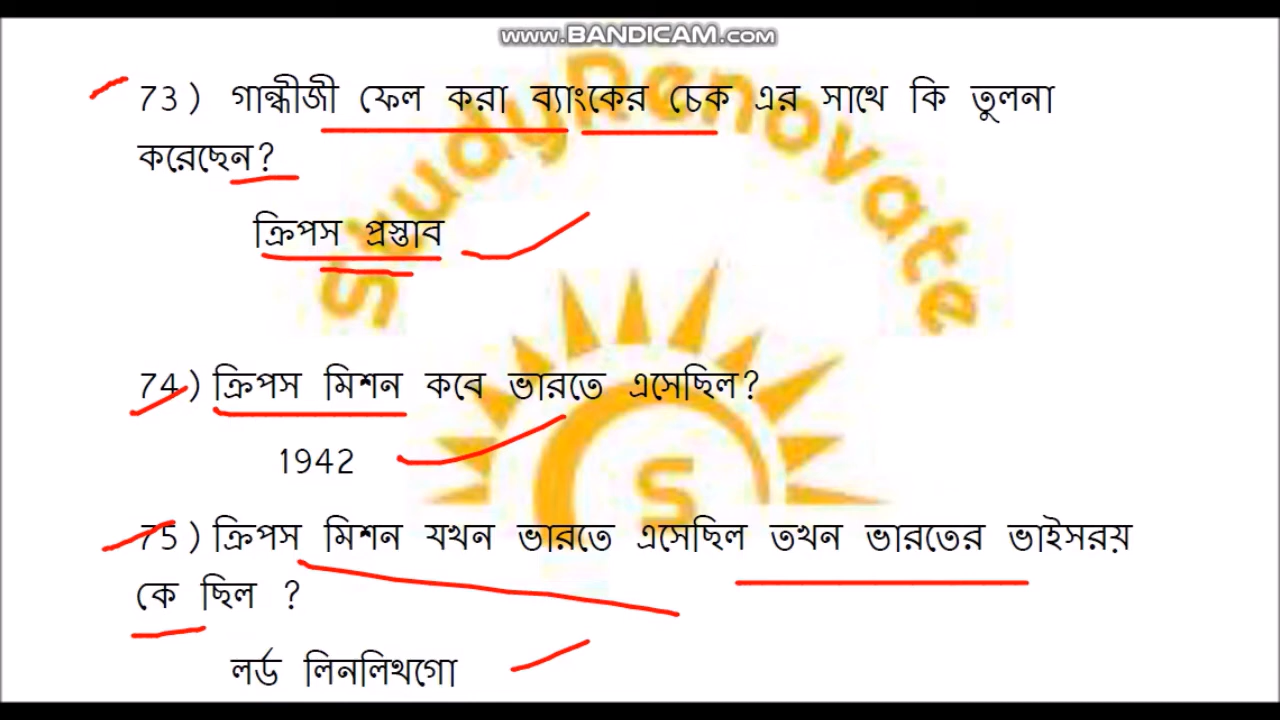 www.BANDICAM.com
73) গান্ধীজী ফেল করা ব্যাংকের চেক এর সাথে কি তুলনা
করেছেন?
ক্রিপস প্রস্তাব
74) ক্রিপস মিশন কবে ভারতে এসেছিল?
1942
75) ক্রিপস মিশন যখন ভারতে এসেছিল তখন ভারতের ভাইসরয়
কে ছিল ?
লর্ড লিনলিথগো
StudyRenovate
S